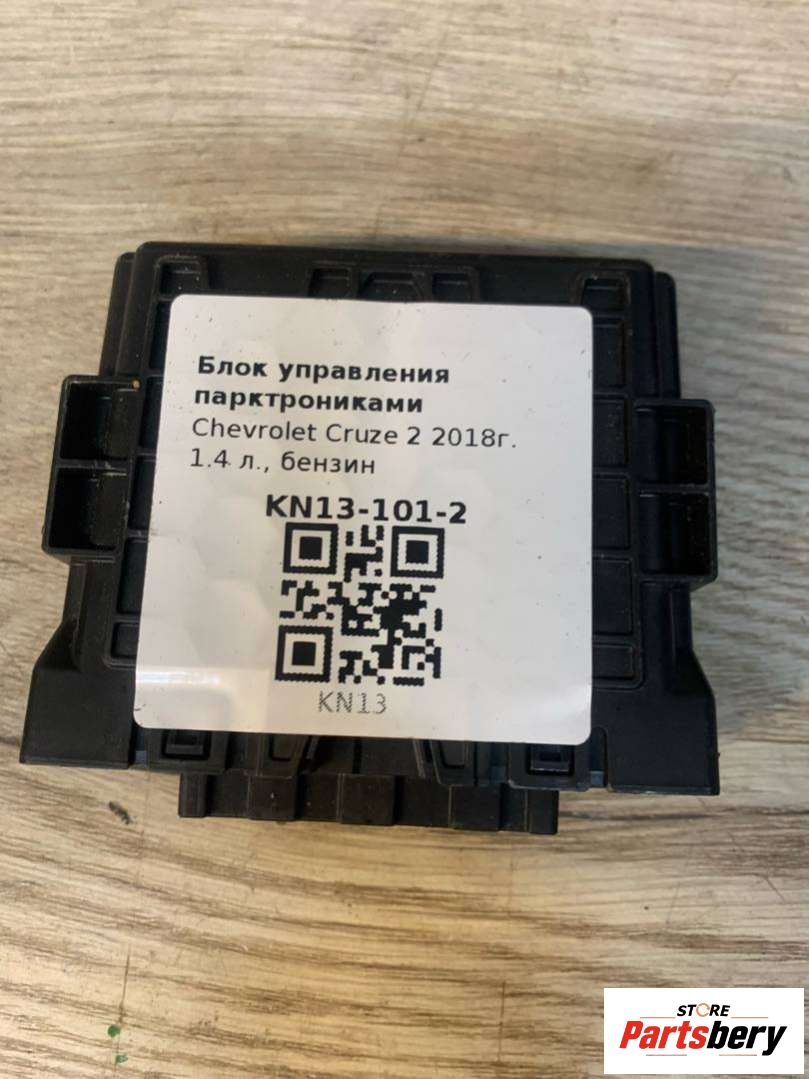 Блок управления
парктрониками
Chevrolet Cruze 2 2018г.
1.4 л., бензин
KN13-101-2
KN13
STORE
Partsbery